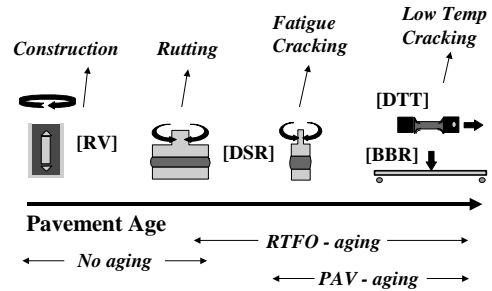 Construction
Rutting
Fatigue
Cracking
Low Temp
Cracking
[RV]
[DSR]
[DTT]
[BBR]
Pavement Age
RTFO - aging
No aging
PAV - aging